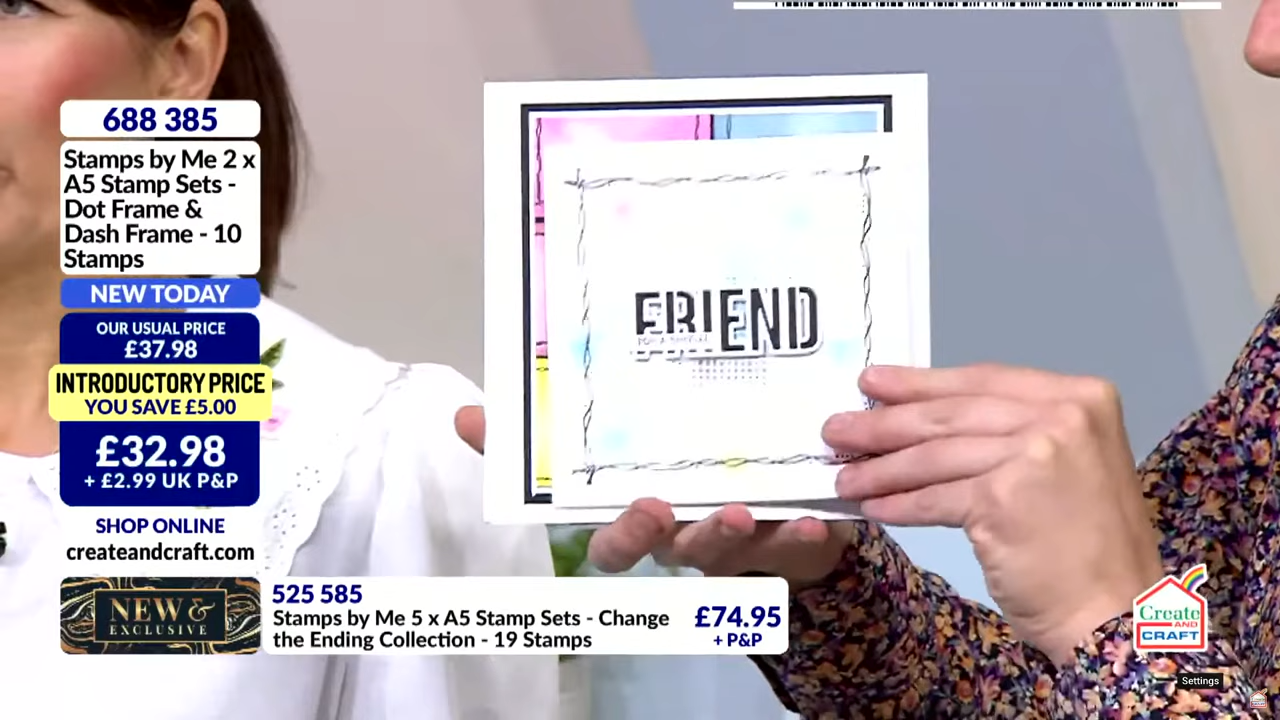 688 385
Stamps by Me 2 x
A5 Stamp Sets -
Dot Frame &
Dash Frame - 10
Stamps
NEW TODAY
OUR USUAL PRICE
£37.98
INTRODUCTORY PRICE
YOU SAVE £5.00
£32.98
+ £2.99 UK P&P
SHOP ONLINE
createandcraft.com
FRIEND
NEW &
EXCLUSIVE
525 585
Stamps by Me 5 x A5 Stamp Sets - Change
the Ending Collection - 19 Stamps
£74.95
+ P&P
Create
AND
CRAFT
Settings